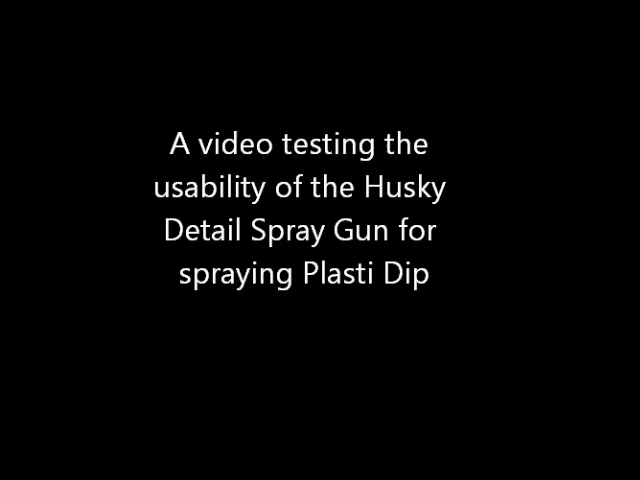 A video testing the
usability of the Husky
Detail Spray Gun for
spraying Plasti Dip